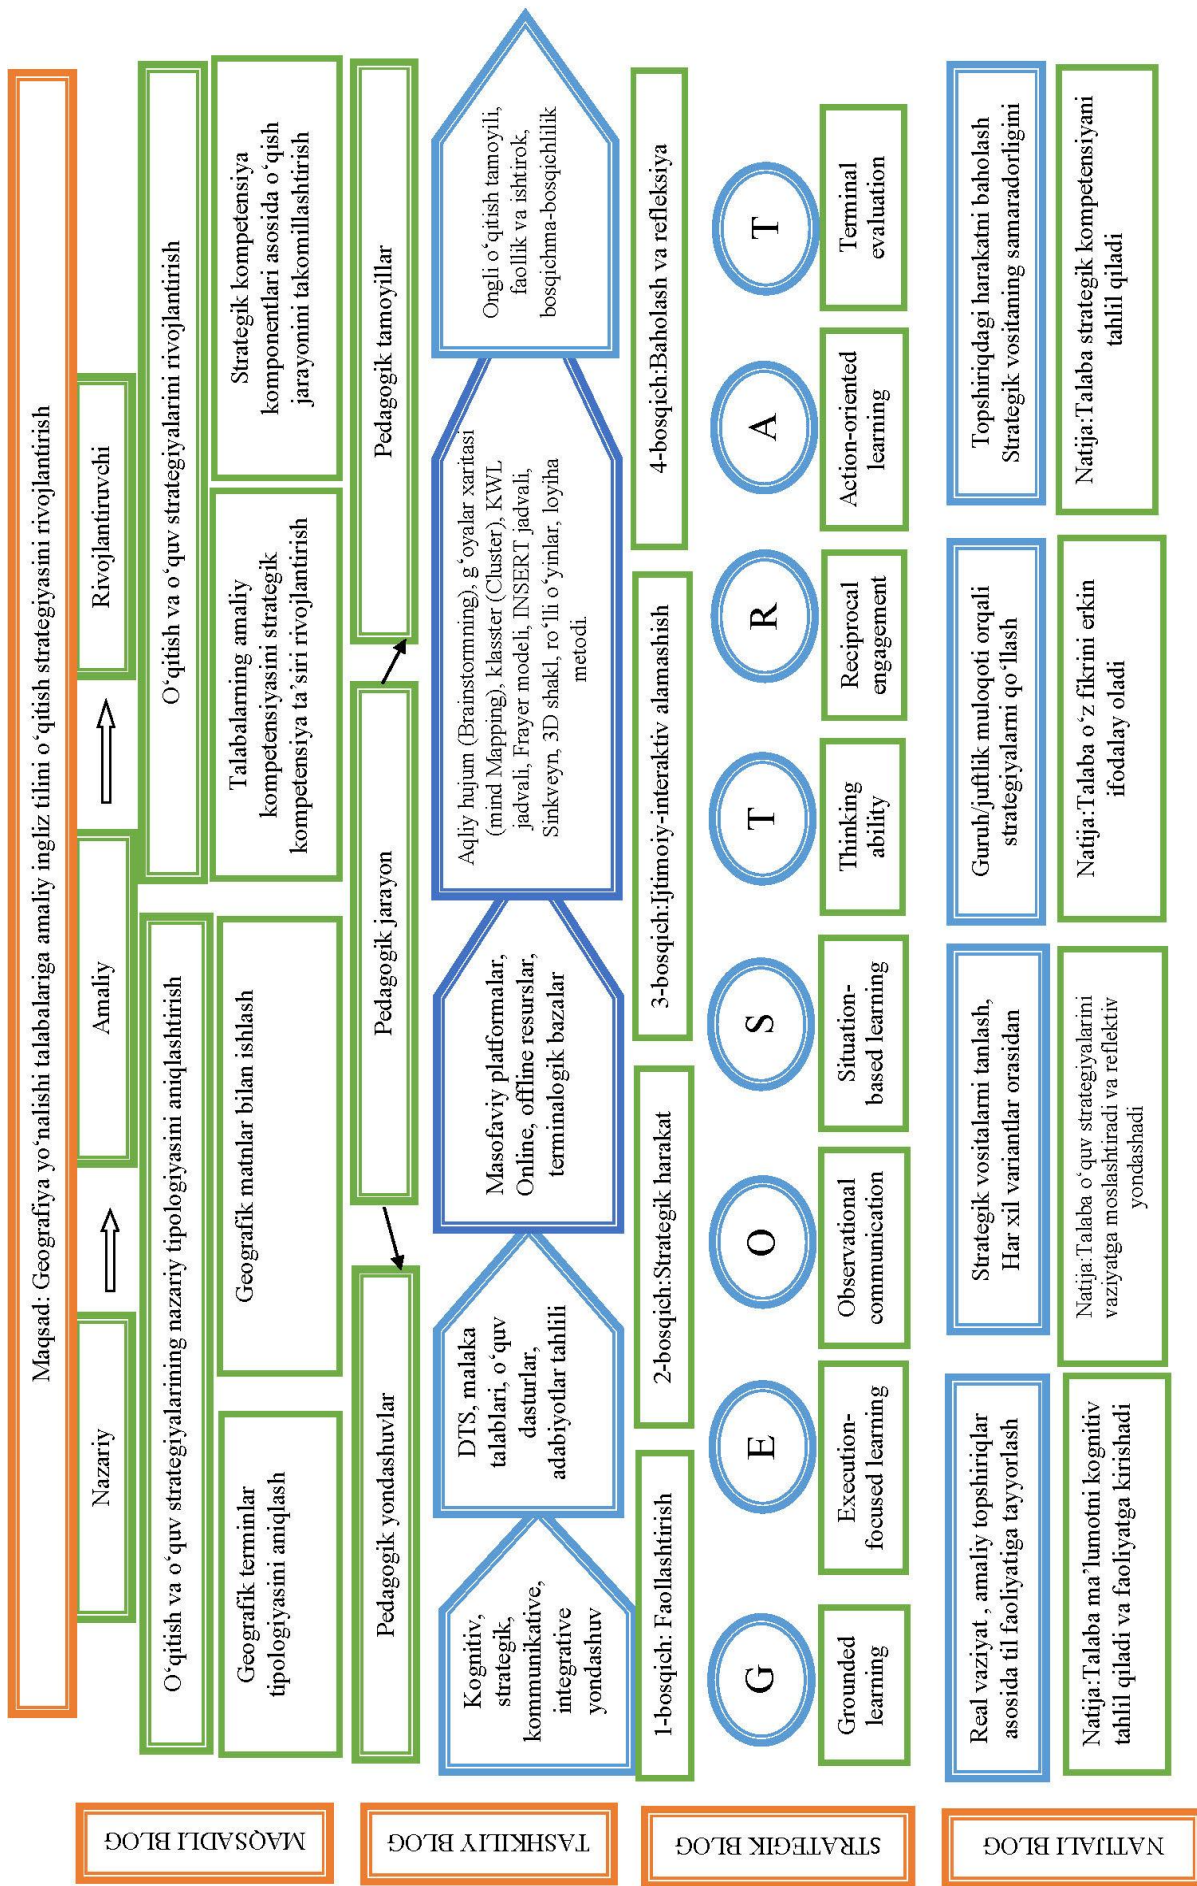 Maqsad: Geografiya yo‘nalishi talabalariga amaliy ingliz tilini o‘qitish strategiyasini rivojlantirish
MAQSADLI BLOG
Nazariy
Amaliy
Rivojlantiruvchi
O‘qitish va o‘quv strategiyalarining nazariy tipologiyasini aniqlashtirish
O‘qitish va o‘quv strategiyalarini rivojlantirish
Geografik terminlar
tipologiyasini aniqlash
Geografik matnlar bilan ishlash
Talabalarning amaliy
kompetensiyasini strategik
kompetensiya ta’siri rivojlantirish
Strategik kompetensiya
komponentlari asosida o‘qish
jarayonini takomillashtirish
TASHKILIY BLOG
Pedagogik yondashuvlar
Pedagogik jarayon
Pedagogik tamoyillar
Kognitiv,
strategik,
kommunikative,
integrative
yondashuv
DTS, malaka
talablari, o‘quv
dasturlar,
adabiyotlar tahlili
Masofaviy platformalar,
Online, offline resurslar,
terminalogik bazalar
Aqliy hujum (Brainstormning), g‘oyalar xaritasi
(mind Mapping), klasster (Cluster), KWL
jadvali, Frayer modeli, INSERT jadvali,
Sinkveyn, 3D shakl, ro‘lli o‘yinlar, loyiha
metodi.
Ongli o‘qitish tamoyili,
faollik va ishtirok,
bosqichma-bosqichlilik
STRATEGIK BLOG
1-bosqich: Faollashtirish
2-bosqich:Strategik harakat
3-bosqich:Ijtimoiy-interaktiv alamashish
4-bosqich:Baholash va refleksiya
G
E
O
S
T
R
A
T
Grounded
learning
Execution-
focused learning
Observational
communication
Situation-
based learning
Thinking
ability
Reciprocal
engagement
Action-oriented
learning
Terminal
evaluation
NATIJALI BLOG
Real vaziyat , amaliy topshiriqlar
asosida til faoliyatiga tayyorlash
Strategik vositalarni tanlash,
Har xil variantlar orasidan
Guruh/juftlik muloqoti orqali
strategiyalarni qo‘llash
Topshiriqdagi harakatni baholash
Strategik vositaning samaradorligini
Natija:Talaba ma’lumotni kognitiv
tahlil qiladi va faoliyatga kirishadi
Natija:Talaba o‘quv strategiyalarini
vaziyatga moslashtiradi va reflektiv
yondashadi
Natija:Talaba o‘z fikrini erkin
ifodalay oladi
Natija:Talaba strategik kompetensiyani
tahlil qiladi